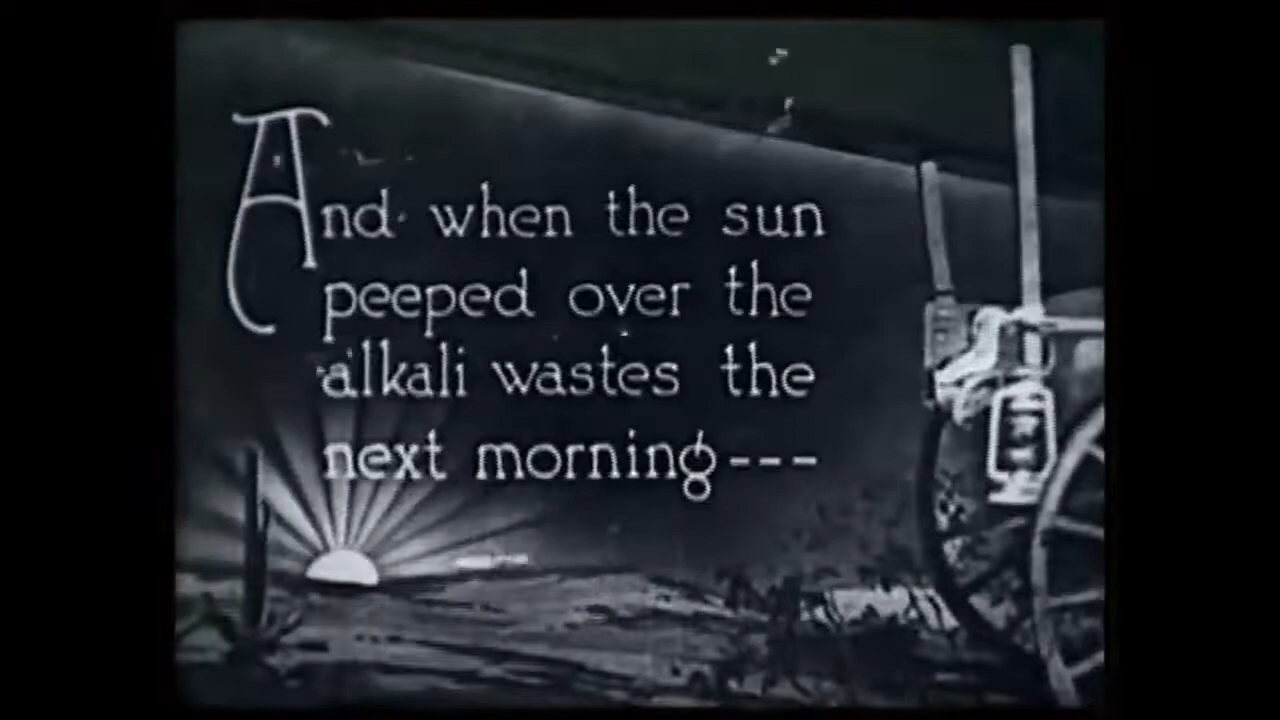 And when the sun
peeped over the
alkali wastes the
next morning---